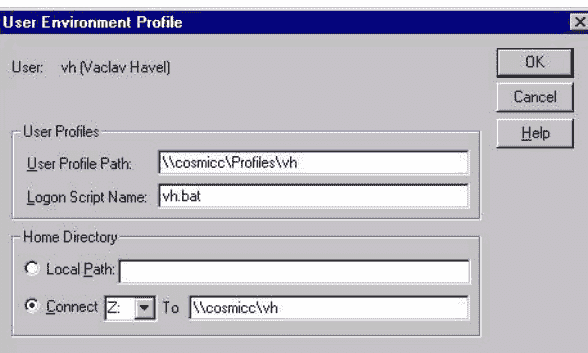 User Environment Profile
User: vh (Vaclav Havel)
OK
Cancel
Help
User Profiles
User Profile Path: \\cosmicc\Profiles\vh
Logon Script Name: vh.bat
Home Directory
Local Path:
Connect Z: To \\cosmicc\vh